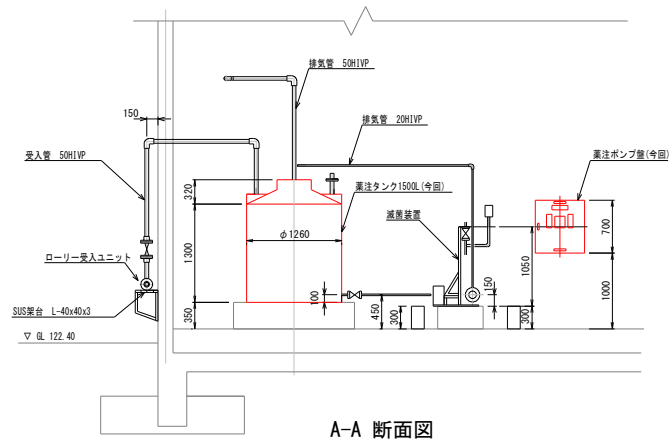 排気管 50HIVP
150
排気管 20HIVP
受入管 50HIVP
薬注ポンプ盤(今回)
薬注タンク1500L(今回)
320
滅菌装置
φ1260
700
ローリー受入ユニット
1300
1050
150
100
1000
SUS架台 L-40x40x3
350
450
300
300
▽ GL 122.40
A-A 断面図